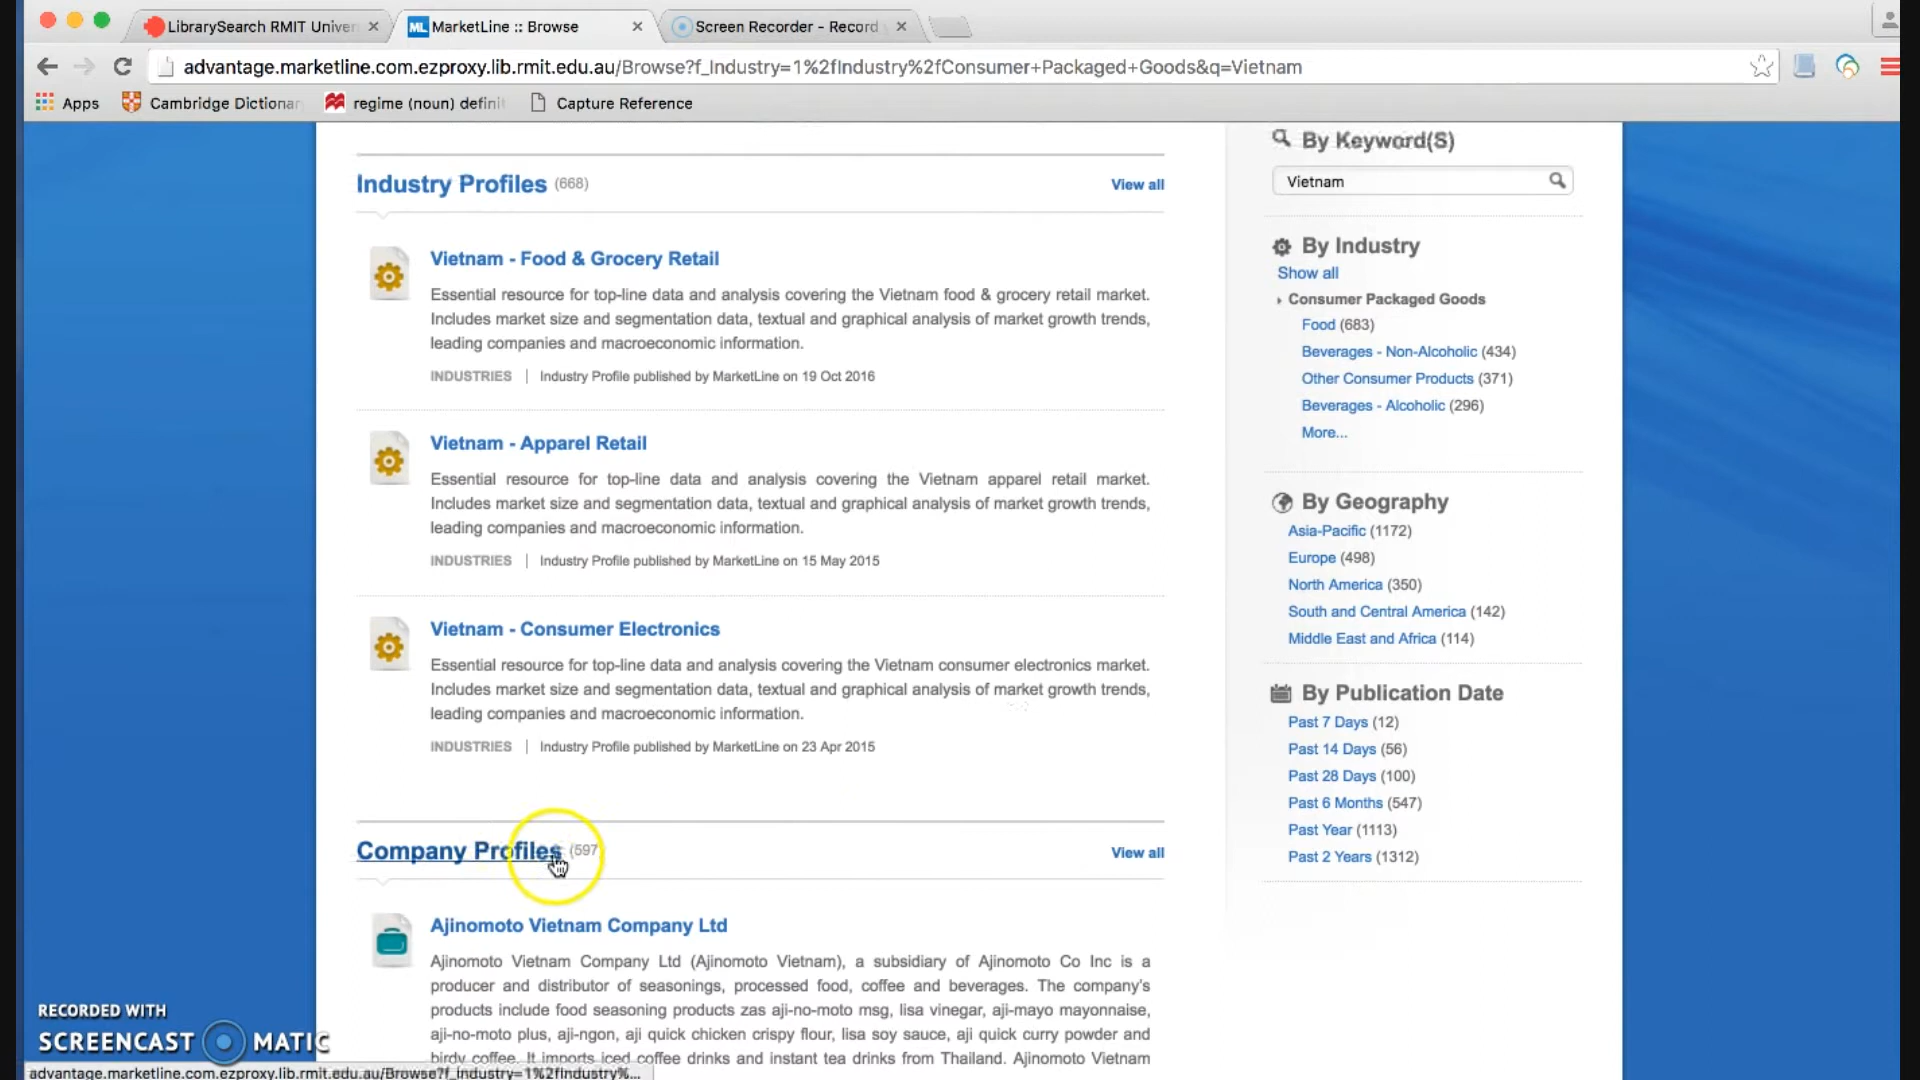 LibrarySearch RMIT Univer
ML MarketLine :: Browse
Screen Recorder - Record
advantage.marketline.com.ezproxy.lib.rmit.edu.au/Browse?f_Industry=1%2fIndustry%2fConsumer+Packaged+Goods&q=Vietnam
Apps
Cambridge Dictionar
regime (noun) definit
Capture Reference
Industry Profiles (668)
View all
Vietnam - Food & Grocery Retail
Essential resource for top-line data and analysis covering the Vietnam food & grocery retail market.
Includes market size and segmentation data, textual and graphical analysis of market growth trends,
leading companies and macroeconomic information.
INDUSTRIES | Industry Profile published by MarketLine on 19 Oct 2016
Vietnam - Apparel Retail
Essential resource for top-line data and analysis covering the Vietnam apparel retail market.
Includes market size and segmentation data, textual and graphical analysis of market growth trends,
leading companies and macroeconomic information.
INDUSTRIES | Industry Profile published by MarketLine on 15 May 2015
Vietnam - Consumer Electronics
Essential resource for top-line data and analysis covering the Vietnam consumer electronics market.
Includes market size and segmentation data, textual and graphical analysis of market growth trends,
leading companies and macroeconomic information.
INDUSTRIES | Industry Profile published by MarketLine on 23 Apr 2015
Company Profiles (597
View all
Ajinomoto Vietnam Company Ltd
Ajinomoto Vietnam Company Ltd (Ajinomoto Vietnam), a subsidiary of Ajinomoto Co Inc is a
producer and distributor of seasonings, processed food, coffee and beverages. The company's
products include food seasoning products zas aji-no-moto msg, lisa vinegar, aji-mayo mayonnaise,
aji-no-moto plus, aji-ngon, aji quick chicken crispy flour, lisa soy sauce, aji quick curry powder and
birdy coffee. It imports iced coffee drinks and instant tea drinks from Thailand. Ajinomoto Vietnam
By Keyword(S)
Vietnam
By Industry
Show all
Consumer Packaged Goods
Food (683)
Beverages - Non-Alcoholic (434)
Other Consumer Products (371)
Beverages - Alcoholic (296)
More...
By Geography
Asia-Pacific (1172)
Europe (498)
North America (350)
South and Central America (142)
Middle East and Africa (114)
By Publication Date
Past 7 Days (12)
Past 14 Days (56)
Past 28 Days (100)
Past 6 Months (547)
Past Year (1113)
Past 2 Years (1312)
RECORDED WITH
SCREENCAST MATIC
advantage.marketline.com.ezproxy.lib.rmit.edu.au/Browse?f_Industry=1%2fIndustry%...